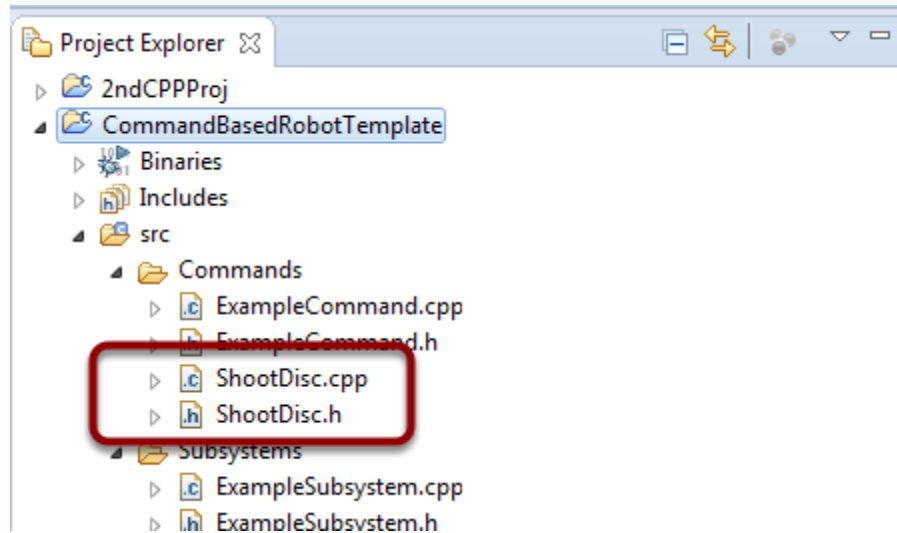 Project Explorer
2ndCPPProj
CommandBasedRobotTemplate
Binaries
Includes
src
Commands
ExampleCommand.cpp
ExampleCommand.h
ShootDisc.cpp
ShootDisc.h
Subsystems
ExampleSubsystem.cpp
ExampleSubsystem.h